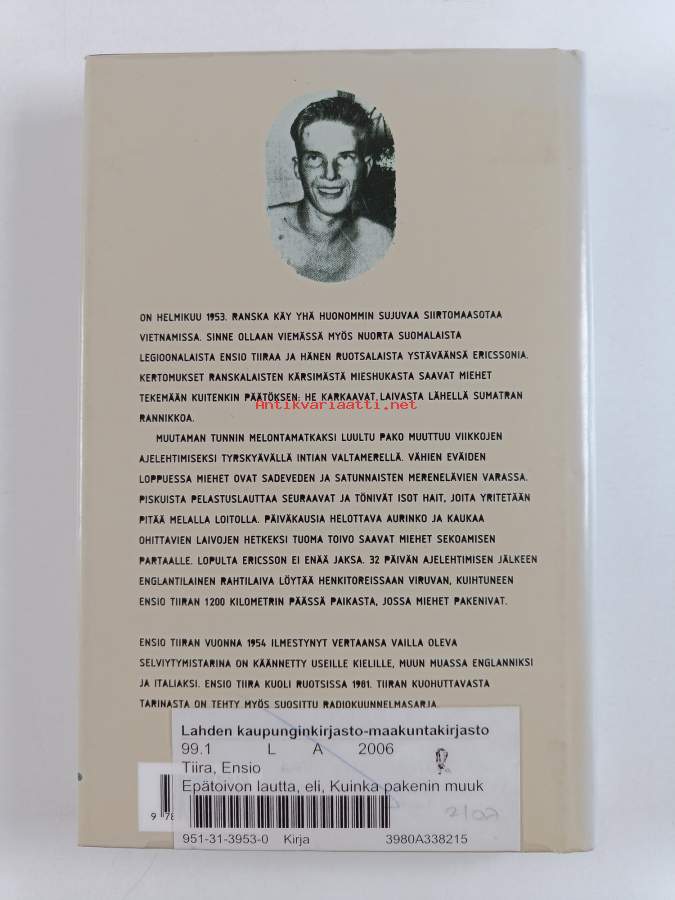 ON HELMIKUU 1953. RANSKA KÄY YHÄ HUONOMMIN SUJUVAA SIIRTOMAASOTAA
VIETNAMISSA. SINNE OLLAAN VIEMÄSSÄ MYÖS NUORTA SUOMALAISTA
LEGIOONALAISTA ENSIO TIIRAA JA HÄNEN RUOTSALAISTA YSTÄVÄÄNSÄ ERICSSONIA.
KERTOMUKSET RANSKALAISTEN KÄRSIMÄSTÄ MIESHUKASTA SAAVAT MIEHET
TEKEMÄÄN KUITENKIN PÄÄTÖKSEN: HE KARKAAVAT LAIVASTA LÄHELLÄ SUMATRAN
Antikvariaatti.net
RANNIKKOA.
MUUTAMAN TUNNIN MELONTAMATKAKSI LUULTU PAKO MUUTTUU VIIKKOJEN
AJELEHTIMISEKSI TYRSKYÄVÄLLÄ INTIAN VALTAMERELLÄ. VÄHIEN EVÄIDEN
LOPPUESSA MIEHET OVAT SADEVEDEN JA SATUNNAISTEN MERENELÄVIEN VARASSA.
PISKUISTA PELASTUSLAUTTAA SEURAAVAT JA TÖNIVÄT ISOT HAIT, JOITA YRITETÄÄN
PITÄÄ MELALLA LOITOLLA. PÄIVÄKAUSIA HELOTTAVA AURINKO JA KAUKAA
OHITTAVIEN LAIVOJEN HETKEKSI TUOMA TOIVO SAAVAT MIEHET SEKOAMISEN
PARTAALLE. LOPULTA ERICSSON EI ENÄÄ JAKSA. 32 PÄIVÄN AJELEHTIMISEN JÄLKEEN
ENGLANTILAINEN RAHTILAIVA LÖYTÄÄ HENKITOREISSAAN VIRUVAN, KUIHTUNEEN
ENSIO TIIRAN 1200 KILOMETRIN PÄÄSSÄ PAIKASTA, JOSSA MIEHET PAKENIVAT.
ENSIO TIIRAN VUONNA 1954 ILMESTYNYT VERTAANSA VAILLA OLEVA
SELVIYTYMISTARINA ON KÄÄNNETTY USEILLE KIELILLE, MUUN MUASSA ENGLANNIKSI
JA ITALIAKSI. ENSIO TIIRA KUOLI RUOTSISSA 1981. TIIRAN KUOHUTTAVASTA
TARINASTA ON TEHTY MYÖS SUOSITTU RADIOKUUNNELMASARJA.
Lahden kaupunginkirjasto-maakuntakirjasto
99.1 L A 2006
Tiira, Ensio
Epätoivon lautta, eli, Kuinka pakenin muuk
9 78
2/07
951-31-3953-0 Kirja 3980A338215